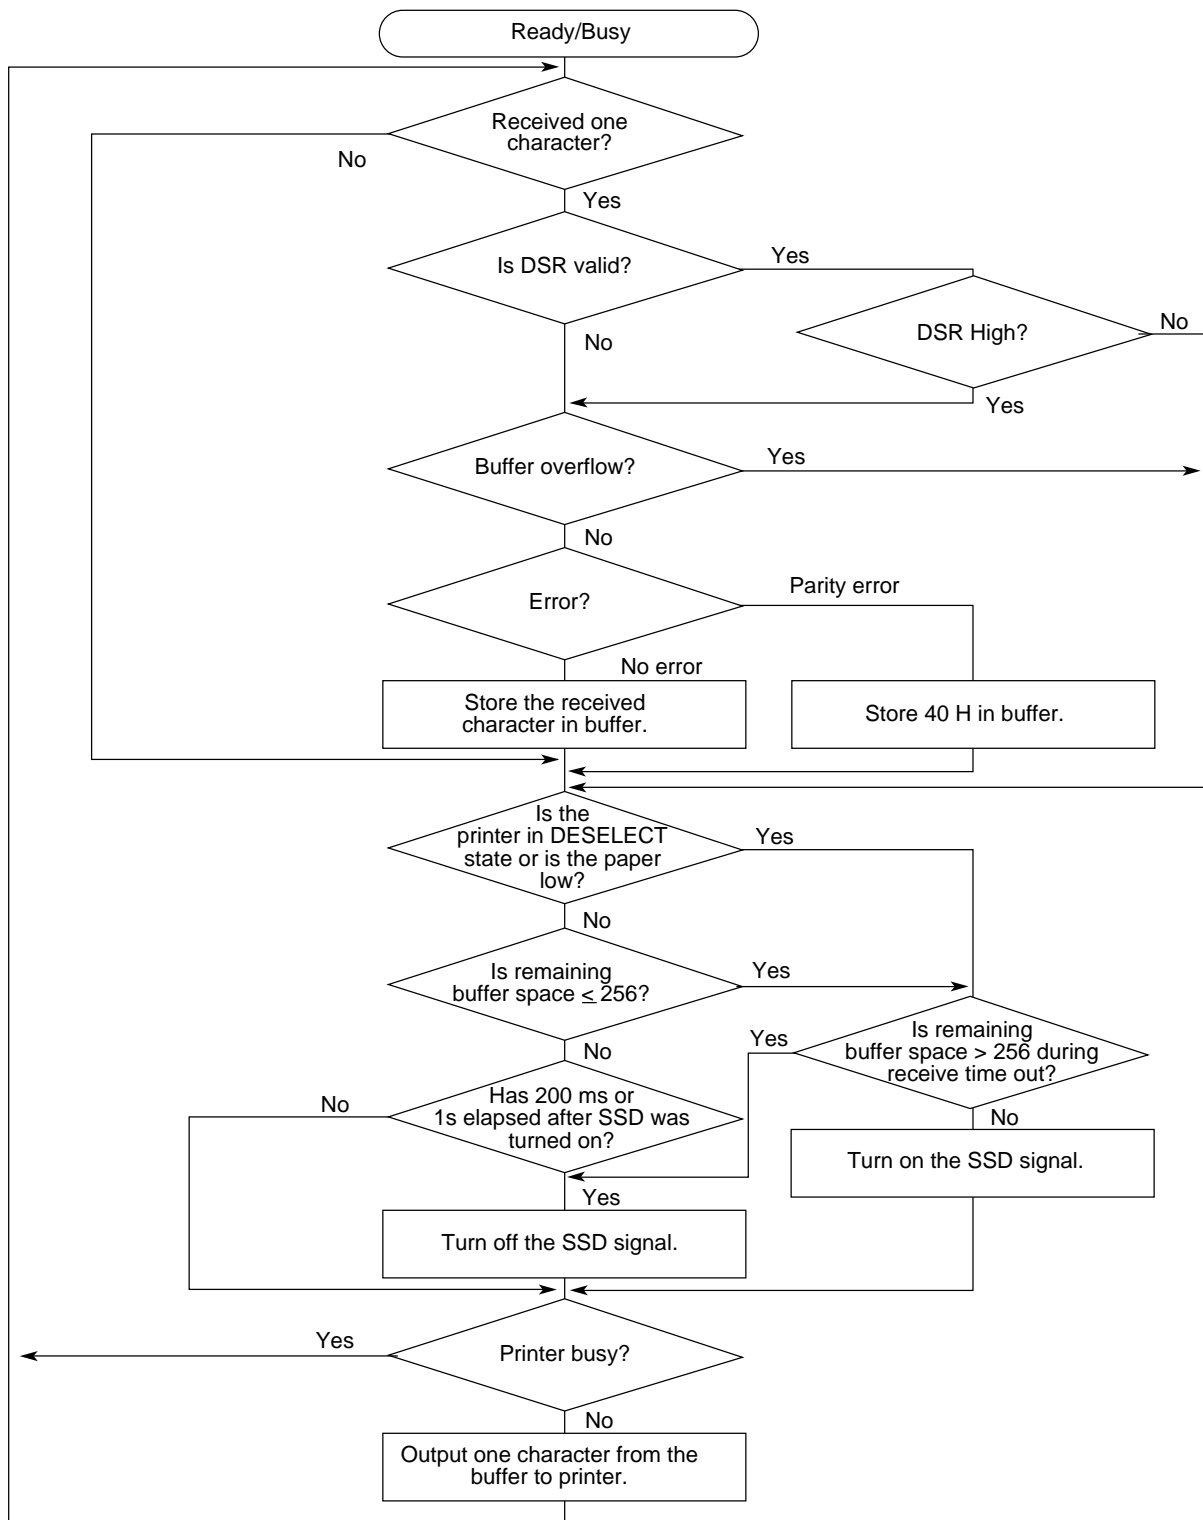 Ready/Busy
Received one
character?
No
Yes
Is DSR valid?
Yes
No
DSR High?
No
Yes
Buffer overflow?
Yes
No
Error?
Parity error
No error
Store the received
character in buffer.
Store 40 H in buffer.
Is the
printer in DESELECT
state or is the paper
low?
Yes
No
Is remaining
buffer space ≤ 256?
Yes
No
Is remaining
buffer space > 256 during
receive time out?
Yes
No
Has 200 ms or
1s elapsed after SSD was
turned on?
No
Yes
Turn on the SSD signal.
Turn off the SSD signal.
Printer busy?
Yes
No
Output one character from the
buffer to printer.